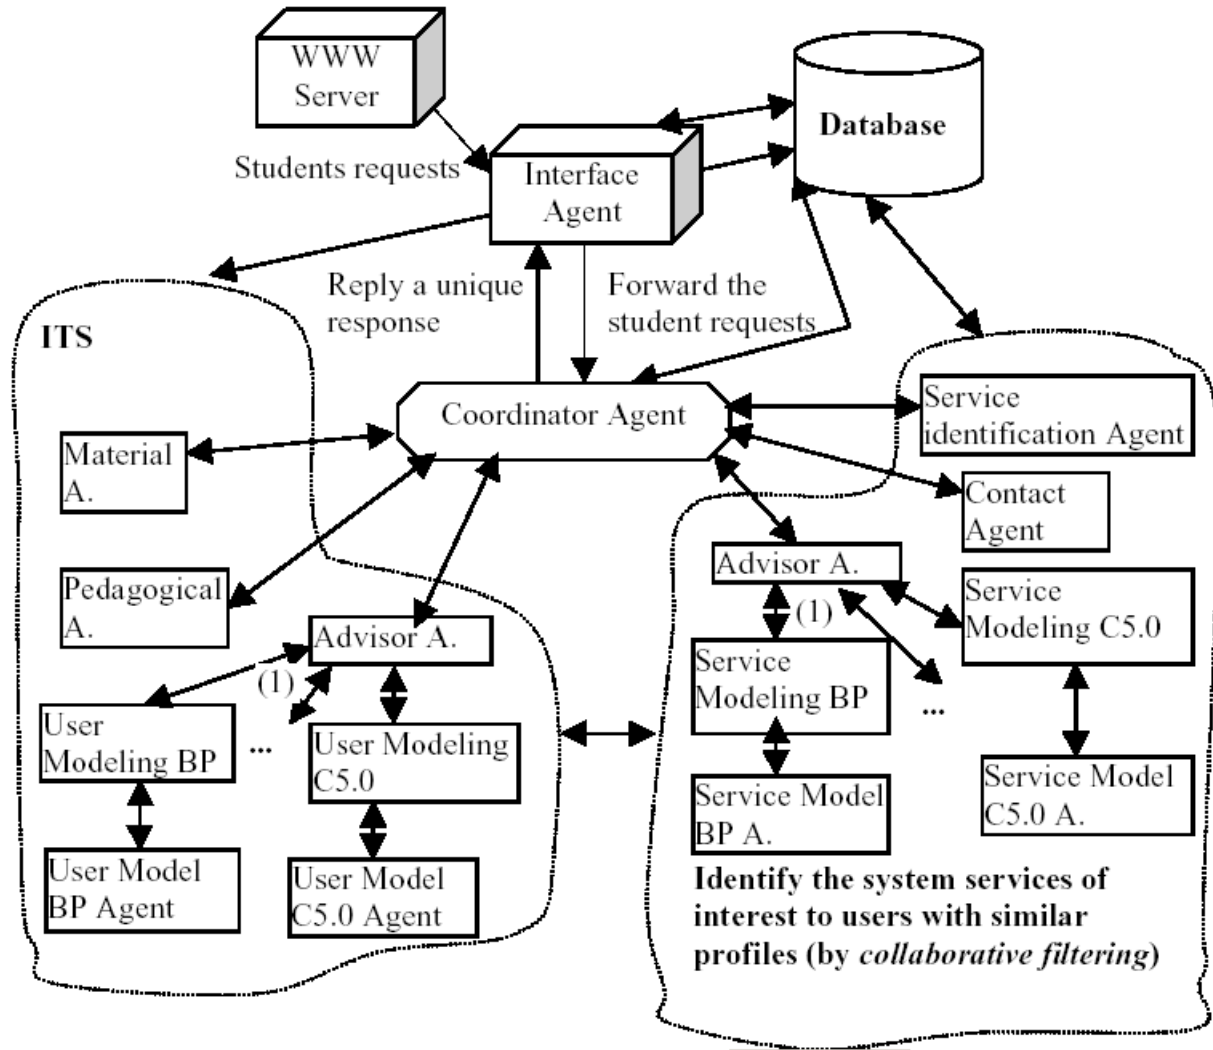 WWW
Server
Database
Students requests
Interface
Agent
Reply a unique
response
Forward the
student requests
ITS
Coordinator Agent
Service
identification Agent
Material
A.
Contact
Agent
Pedagogical
A.
Advisor A.
(1)
User
Modeling BP
...
User Modeling
C5.0
User Model
BP Agent
User Model
C5.0 Agent
Advisor A.
(1)
Service
Modeling C5.0
Service
Modeling BP
...
Service Model
BP A.
Service Model
C5.0 A.
Identify the system services of
interest to users with similar
profiles (by collaborative filtering)